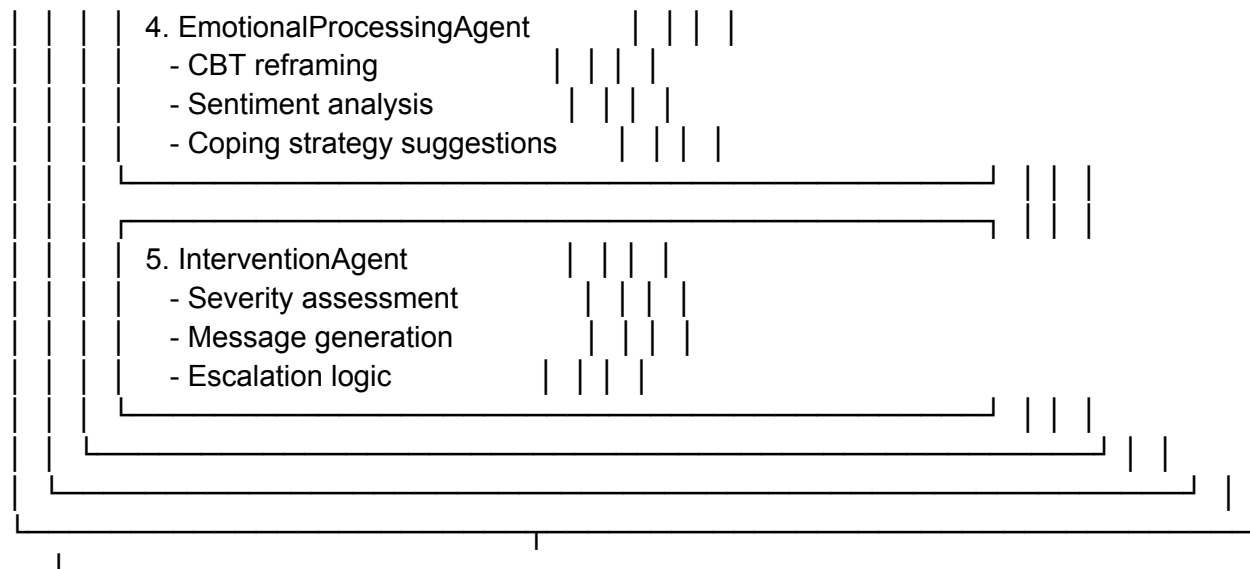 4. EmotionalProcessingAgent
- CBT reframing
- Sentiment analysis
- Coping strategy suggestions
5. InterventionAgent
- Severity assessment
- Message generation
- Escalation logic